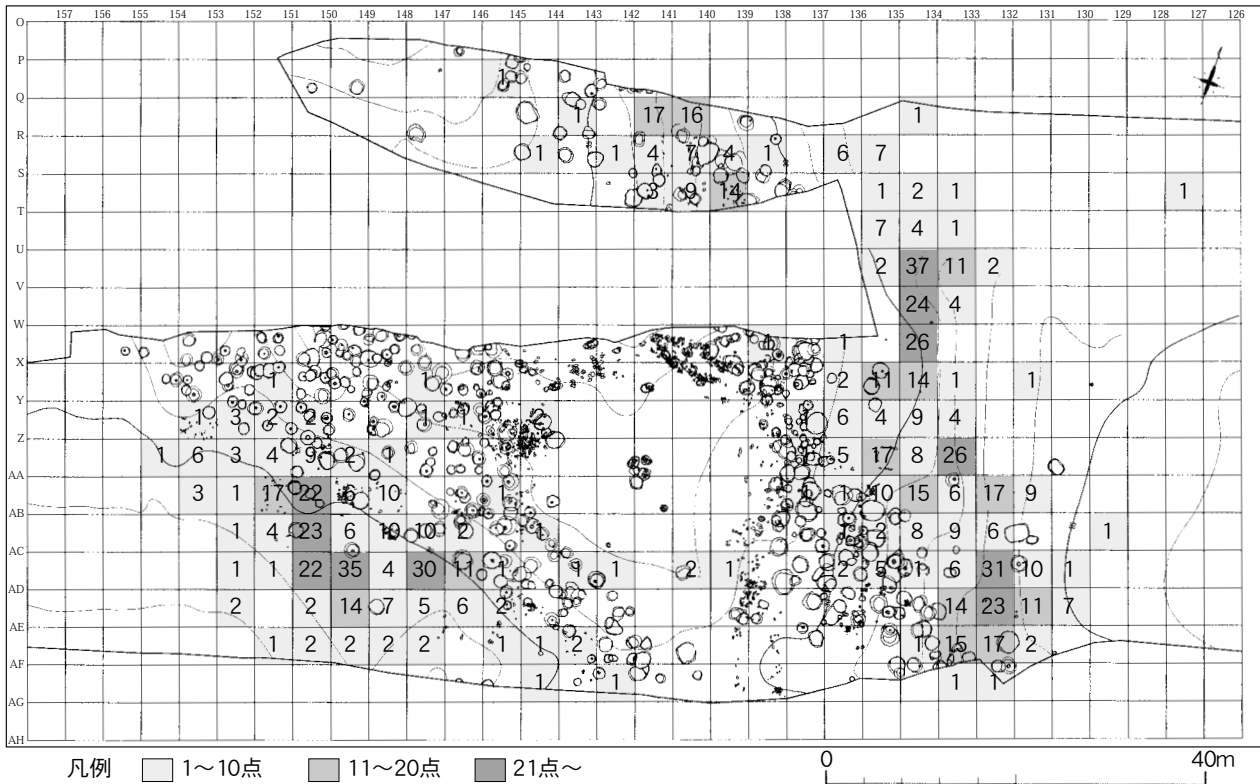 157 156 155 154 153 152 151 150 149 148 147 146 145 144 143 142 141 140 139 138 137 136 135 134 133 132 131 130 129 128 127 126
O
P
1
Q
1 17 16 1
R
1 1 4 7 4 1 6 7
S
3 9 14 1 2 1 1
T
7 4 1
U
2 37 11 2
V
24 4
W
1 1 26
X
1 1 2 11 14 1 1
Y
1 3 2 2 1 1 1 6 4 9 4
Z
1 6 3 4 9 2 1 1 5 17 8 26
AA
3 1 17 22 6 10 1 1 1 10 15 6 17 9
AB
1 4 23 6 10 10 2 1 1 2 8 9 6 1
AC
1 1 22 35 4 30 11 1 1 2 1 2 5 1 6 31 10 1
AD
2 2 14 7 5 6 2 14 23 11 7
AE
1 2 2 2 2 1 1 2 1 15 17 2
AF
1 1 1 1
AG
AH
凡例 1～10点 11～20点 21点～ 0 40m